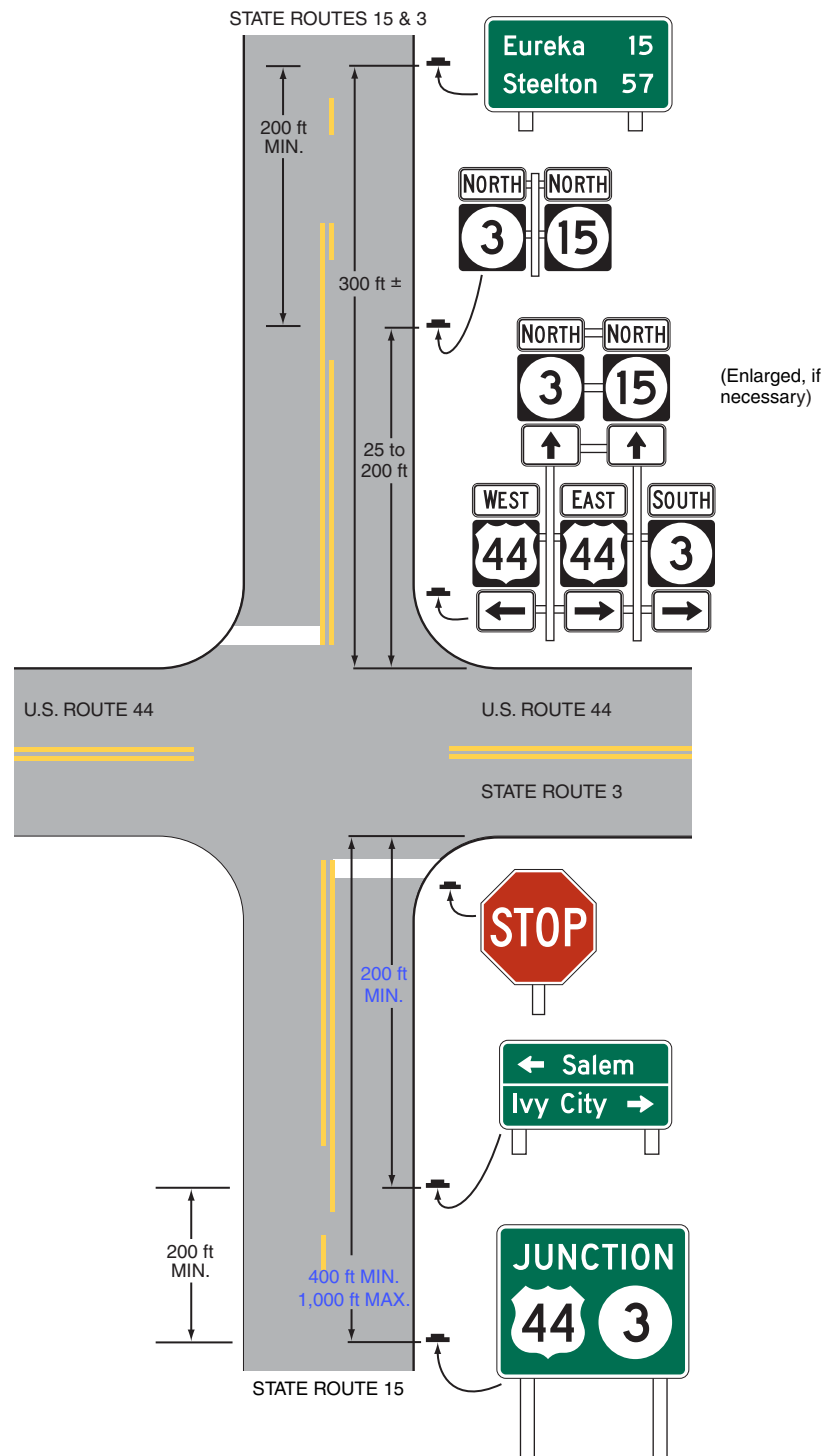 STATE ROUTES 15 & 3
Eureka 15
Steelton 57
200 ft
MIN.
NORTH NORTH
3 15
300 ft ±
NORTH NORTH
3 15
(Enlarged, if
necessary)
25 to
200 ft
WEST EAST SOUTH
44 44 3
U.S. ROUTE 44
U.S. ROUTE 44
STATE ROUTE 3
STOP
200 ft
MIN.
← Salem
Ivy City →
200 ft
MIN.
400 ft MIN.
1,000 ft MAX.
JUNCTION
44 3
STATE ROUTE 15